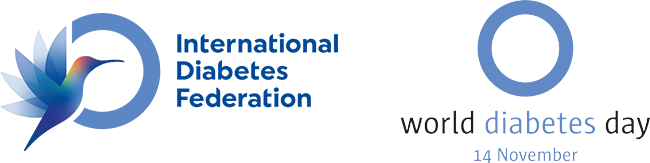 International
Diabetes
Federation
world diabetes day
14 November